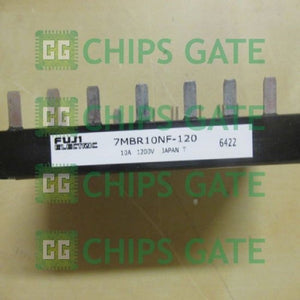 CHIPS GATE
CHIPS GATE
FUJI
ELECTRIC
7MBR10NF-120
6422
10A 1200V JAPAN T
CHIPS GATE
CHIPS GATE